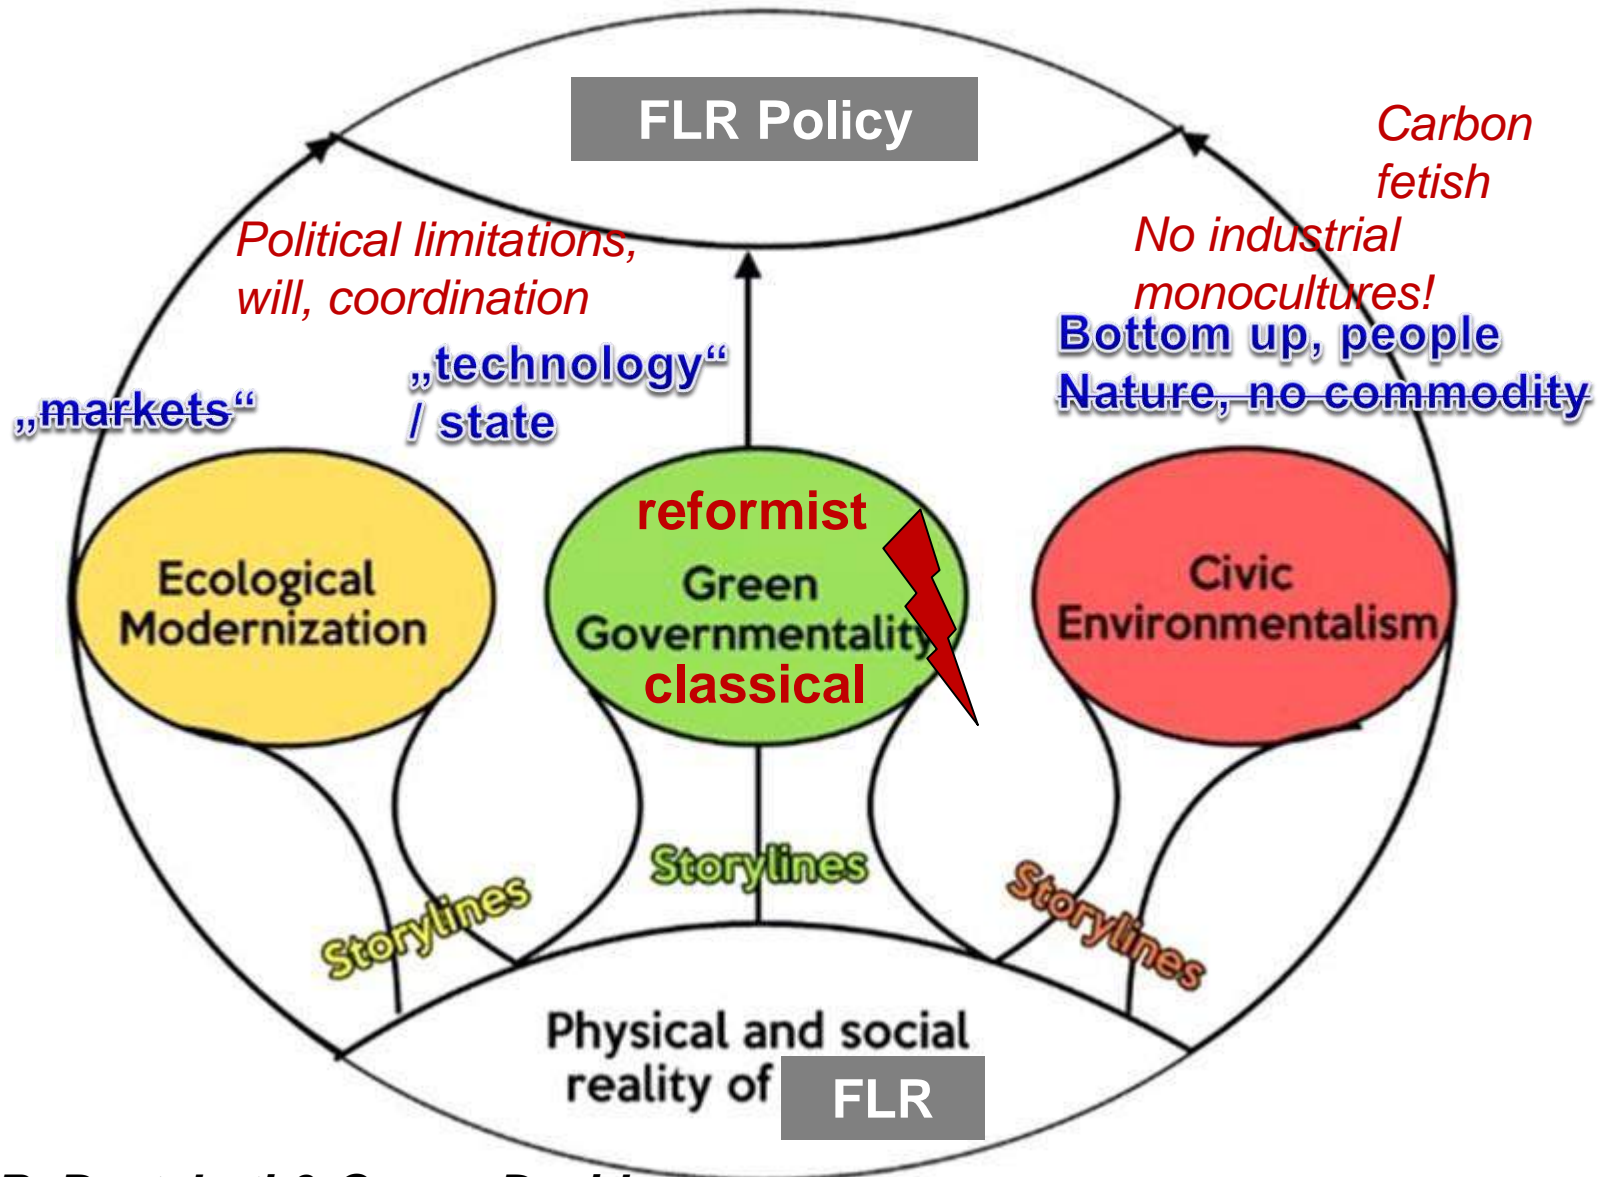 FLR Policy
Carbon
fetish
Political limitations,
will, coordination
No industrial
monocultures!
„markets“
„technology“
/ state
Bottom up, people
Nature, no commodity
reformist
Ecological
Modernization
Green
Governmentality
classical
Civic
Environmentalism
Storylines
Storylines
Storylines
Physical and social
reality of FLR